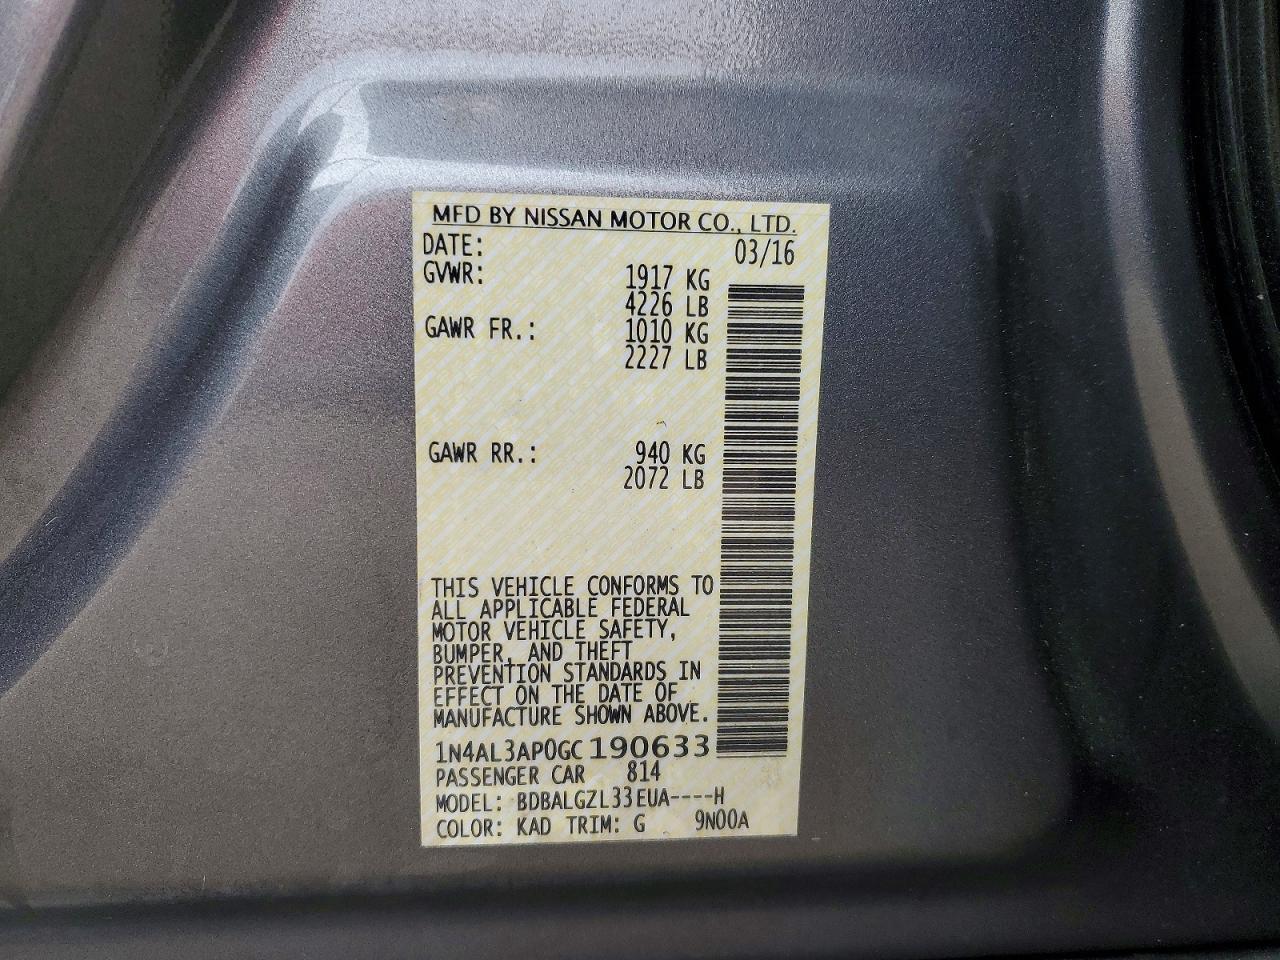 MFD BY NISSAN MOTOR CO., LTD.
DATE: 03/16
GVWR: 1917 KG
4226 LB
GAWR FR.: 1010 KG
2227 LB
GAWR RR.: 940 KG
2072 LB
THIS VEHICLE CONFORMS TO
ALL APPLICABLE FEDERAL
MOTOR VEHICLE SAFETY,
BUMPER, AND THEFT
PREVENTION STANDARDS IN
EFFECT ON THE DATE OF
MANUFACTURE SHOWN ABOVE.
1N4AL3AP0GC190633
PASSENGER CAR 814
MODEL: BDBALGZL33EUA----H
COLOR: KAD TRIM: G 9N00A